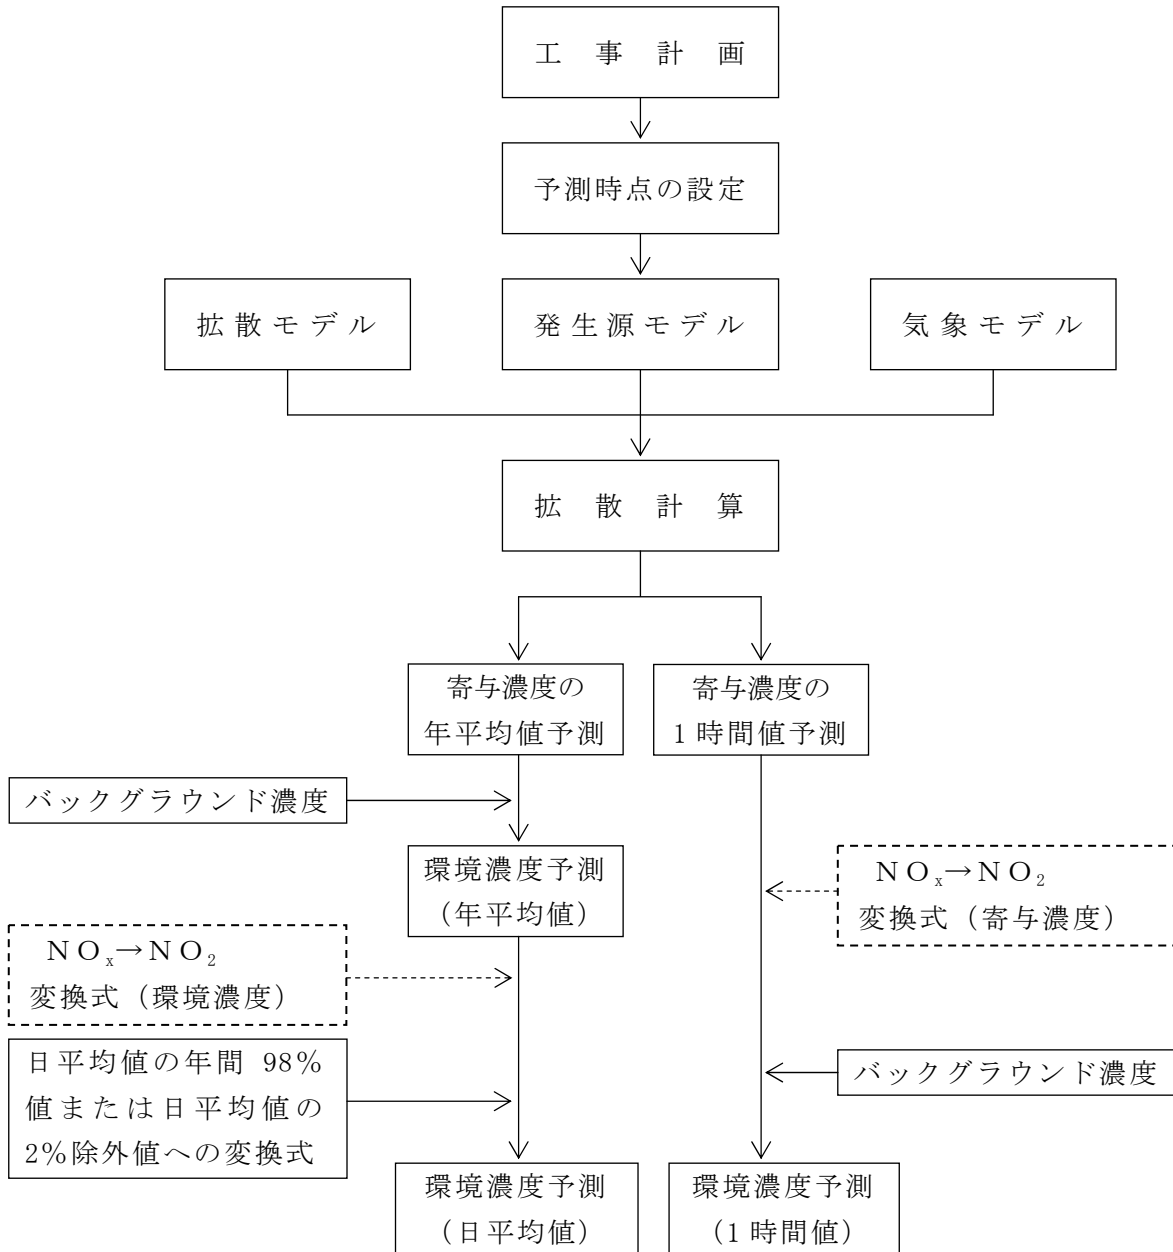 工事計画
予測時点の設定
拡散モデル
発生源モデル
気象モデル
拡散計算
寄与濃度の
年平均値予測
寄与濃度の
1時間値予測
バックグラウンド濃度
環境濃度予測
(年平均値)
NOx→NO2
変換式(寄与濃度)
NOx→NO2
変換式(環境濃度)
日平均値の年間 98%
値または日平均値の
2%除外値への変換式
バックグラウンド濃度
環境濃度予測
(日平均値)
環境濃度予測
(1時間値)